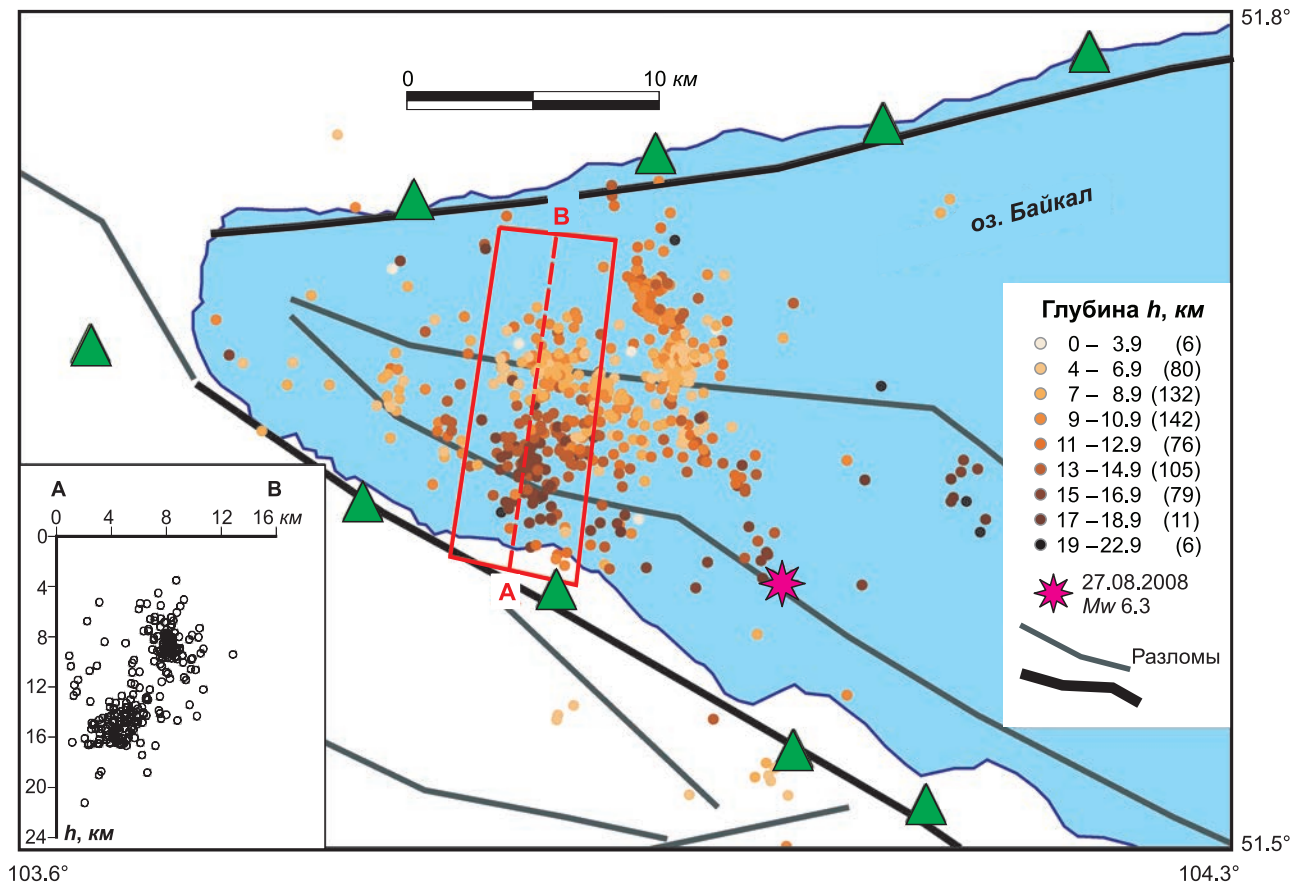 51.8°
0 10 км
B
оз. Байкал
Глубина h, км
0 – 3.9 (6)
4 – 6.9 (80)
7 – 8.9 (132)
9 –10.9 (142)
11 –12.9 (76)
13 –14.9 (105)
15 –16.9 (79)
17 –18.9 (11)
19 –22.9 (6)
27.08.2008
Mw 6.3
Разломы
A
A B
0 4 8 12 16 км
0
4
8
12
16
20
24
h, км
51.5°
103.6° 104.3°